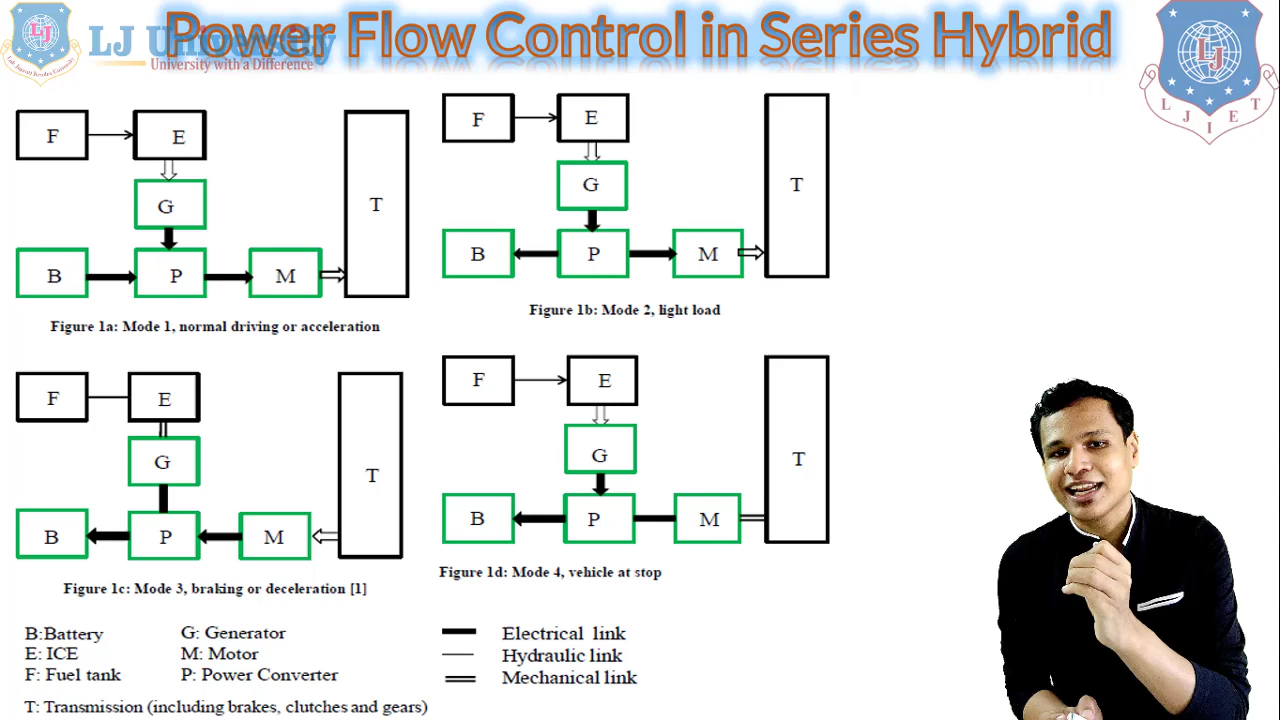 LJ University
University with a Difference
Power Flow Control in Series Hybrid
LJ
L J I E T
F
E
G
B
P
M
T
Figure 1a: Mode 1, normal driving or acceleration
F
E
G
B
P
M
T
Figure 1b: Mode 2, light load
F
E
G
B
P
M
T
Figure 1c: Mode 3, braking or deceleration [1]
F
E
G
B
P
M
T
Figure 1d: Mode 4, vehicle at stop
B:Battery
E: ICE
F: Fuel tank
G: Generator
M: Motor
P: Power Converter
T: Transmission (including brakes, clutches and gears)
Electrical link
Hydraulic link
Mechanical link